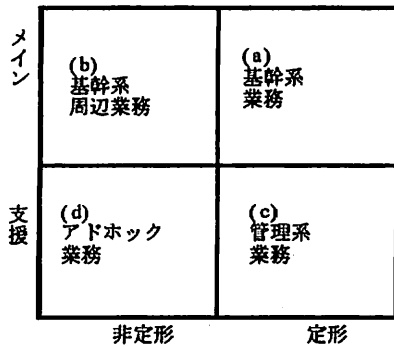 メイン
(b)
基幹系
周辺業務
(a)
基幹系
業務
支援
(d)
アドホック
業務
(c)
管理系
業務
非定形
定形